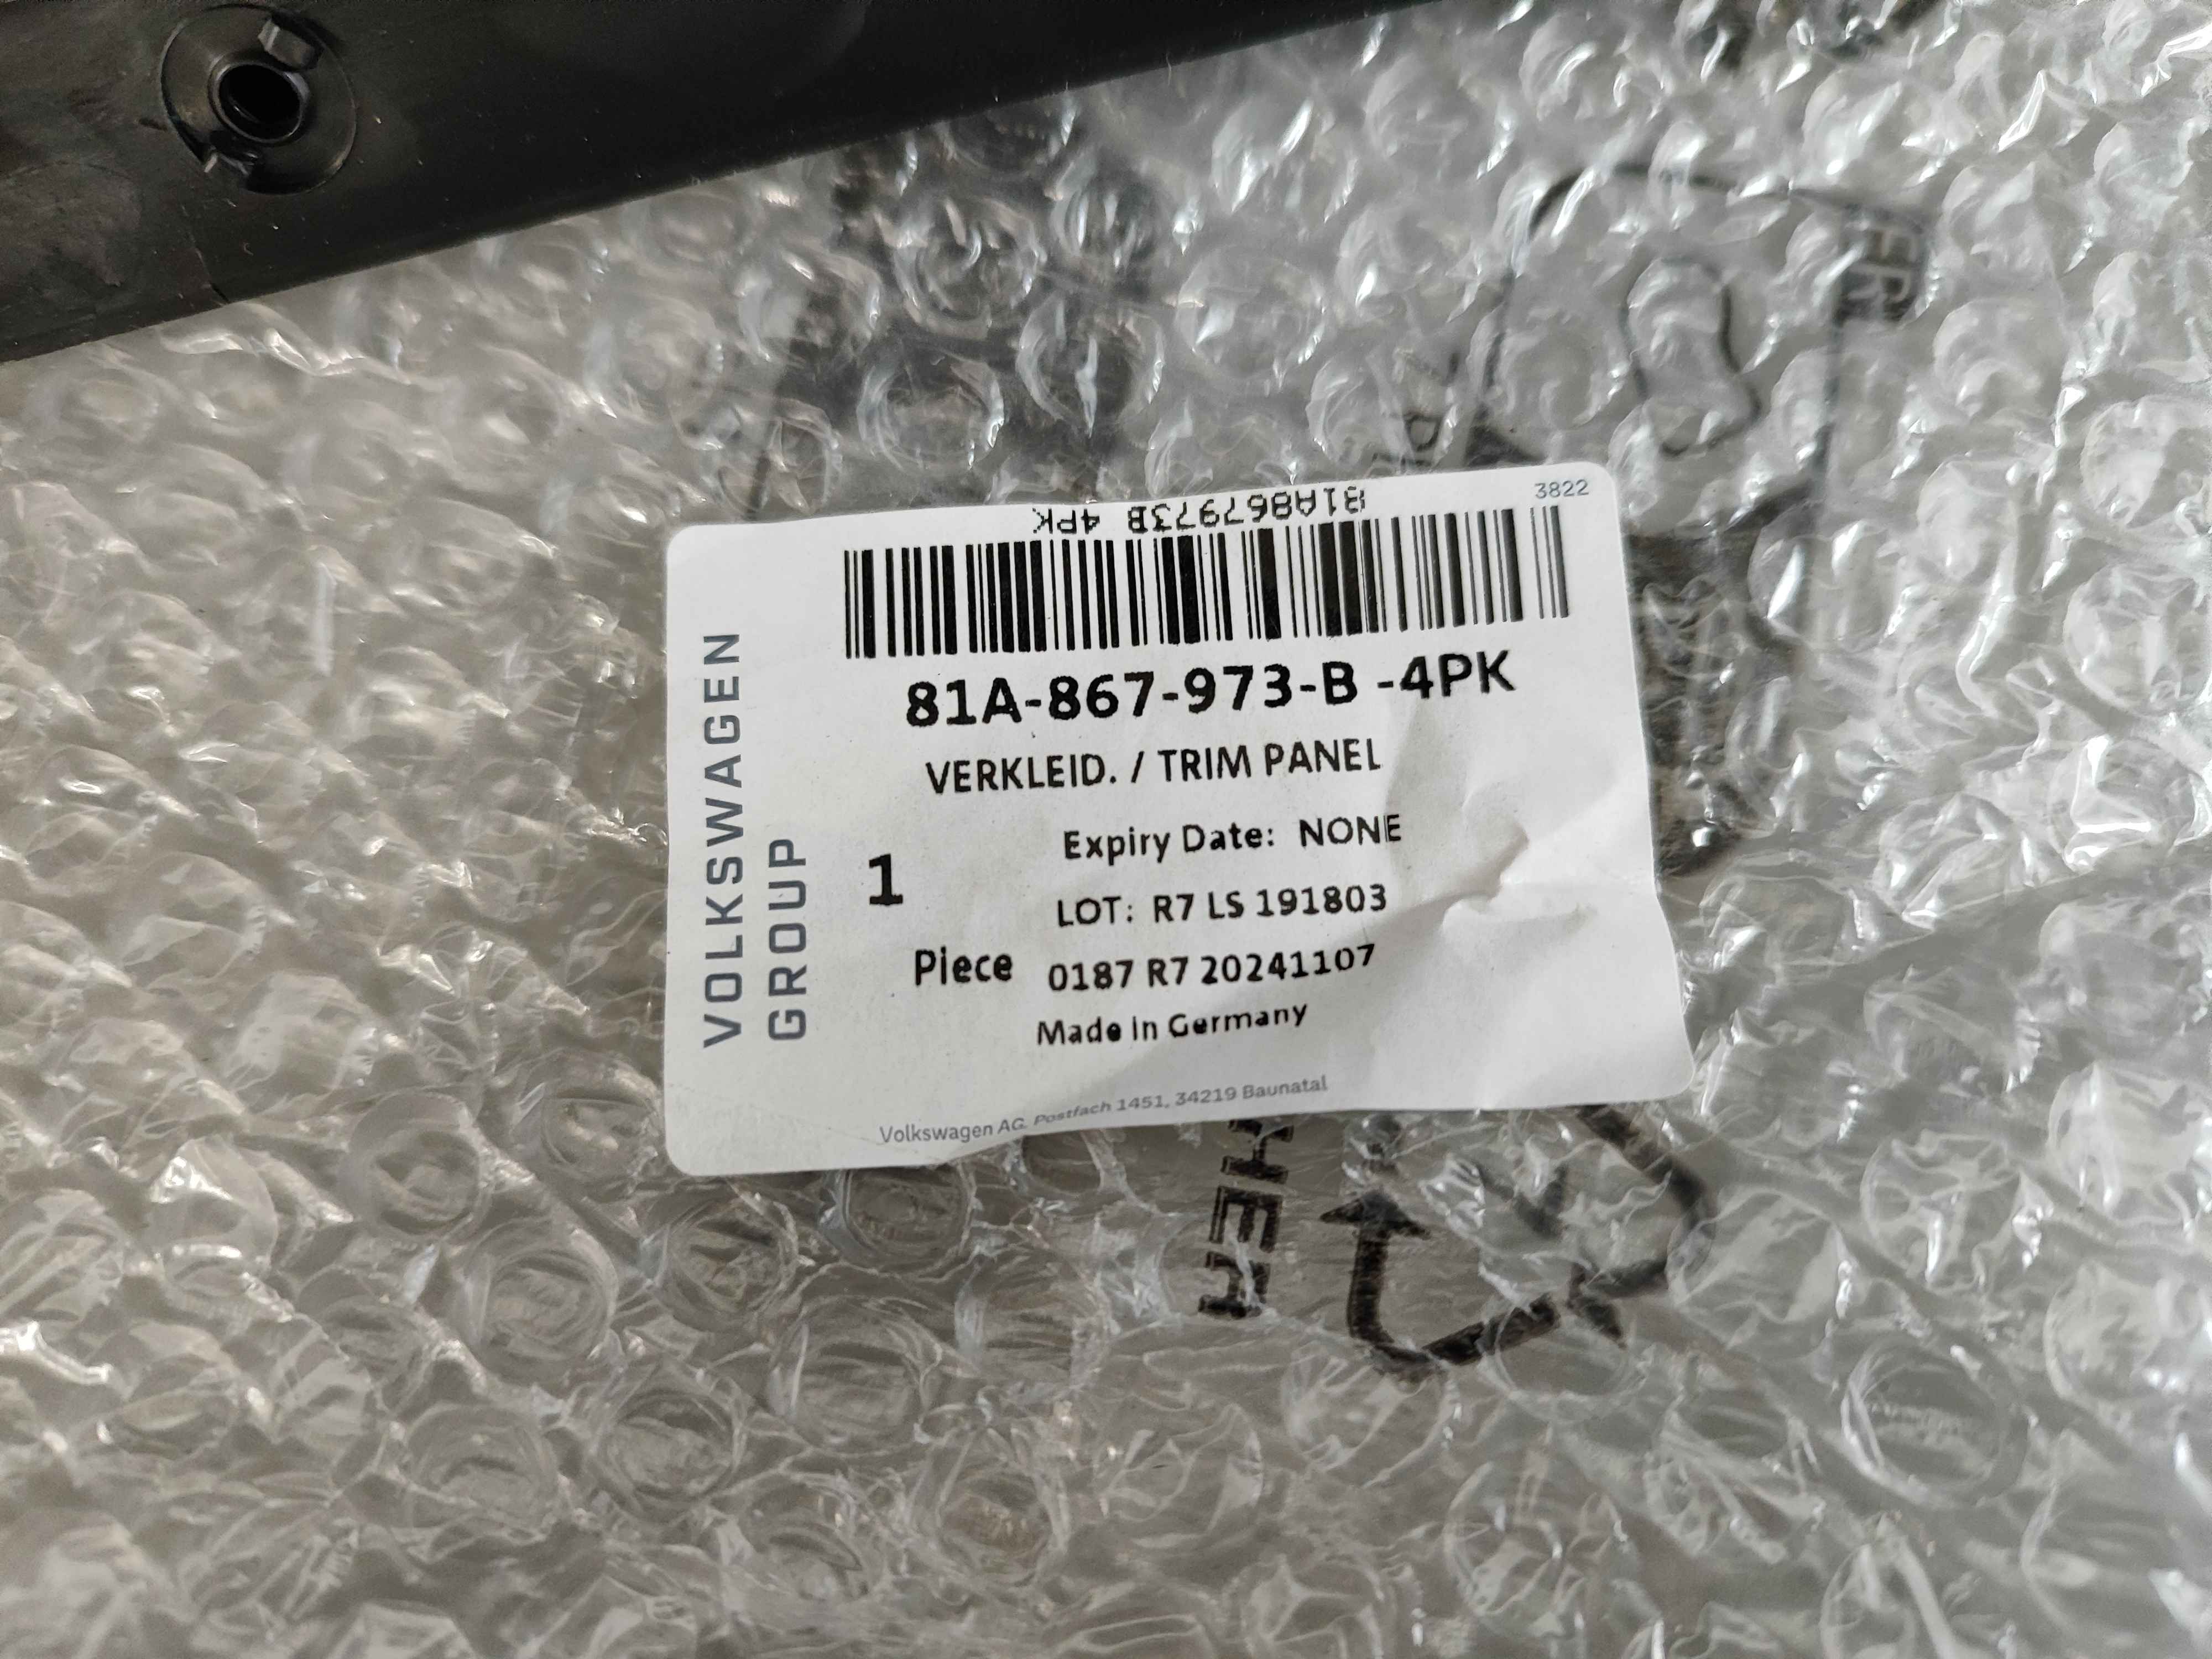 3822
81A867973B 4PK
81A-867-973-B -4PK
VERKLEID. / TRIM PANEL
Expiry Date: NONE
1
LOT: R7 LS 191803
Piece
0187 R7 20241107
Made in Germany
Volkswagen AG. Postfach 1451, 34219 Baunatal
VOLKSWAGEN
GROUP